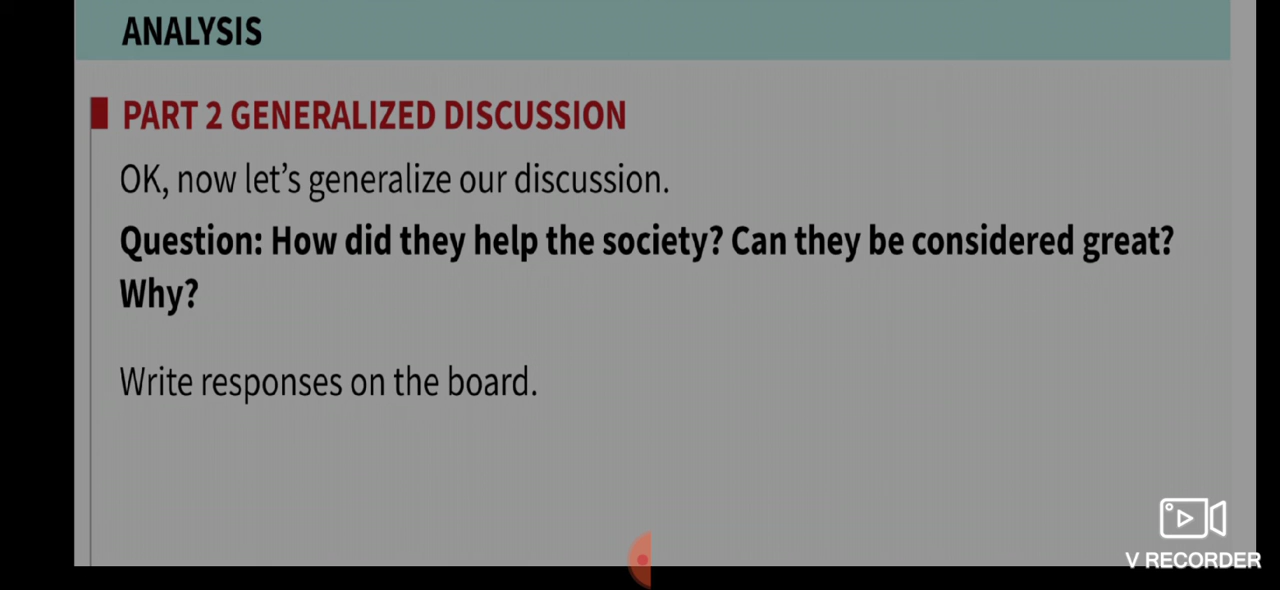 ANALYSIS
PART 2 GENERALIZED DISCUSSION
OK, now let’s generalize our discussion.
Question: How did they help the society? Can they be considered great?
Why?
Write responses on the board.
V RECORDER